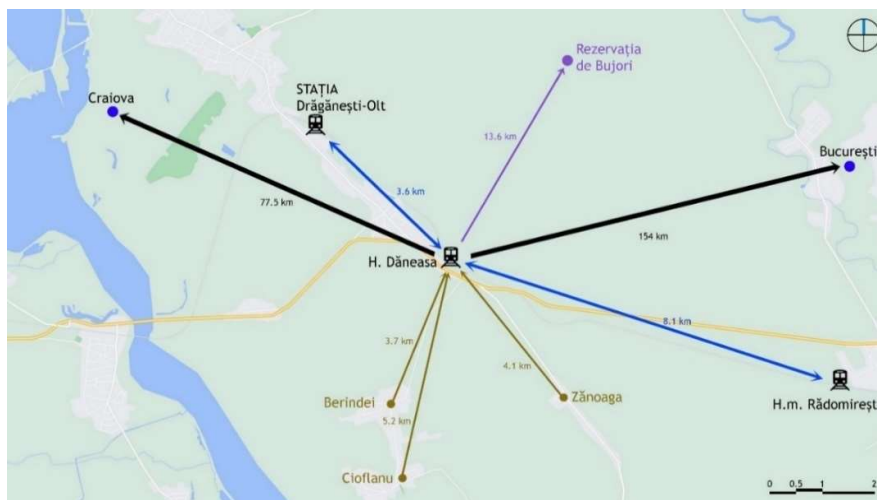 Rezervația
de Bujori
STAȚIA
Drăgănești-Olt
Craiova
13.6 km
București
3.6 km
77.5 km
154 km
H. Dăneasa
8.1 km
3.7 km
4.1 km
Berindei
Zănoaga
H.m. Rădomirești
5.2 km
Cioflanu
0 0,5 1 2